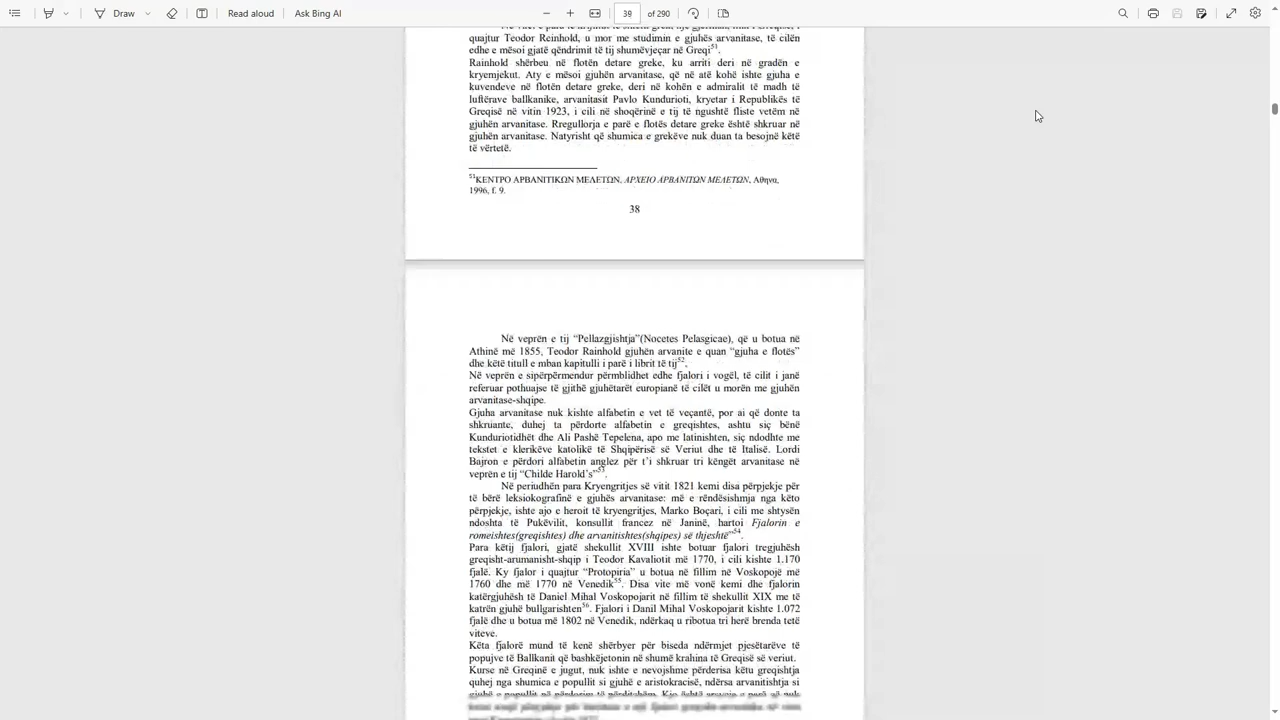 Draw
Read aloud
Ask Bing AI
39
of 290
quajtur Teodor Reinhold, u mor me studimin e gjuhës arvanitase, të cilën
edhe e mësoi gjatë qëndrimit të tij shumëvjeçar në Greqi51.
Rainhold shërbeu në flotën detare greke, ku arriti deri në gradën e
kryemjekut. Aty e mësoi gjuhën arvanitase, që në atë kohë ishte gjuha e
kuvendeve në flotën detare greke, deri në kohën e admiralit të madh të
luftërave ballkanike, arvanitasit Pavlo Kundurioti, kryetar i Republikës të
Greqisë në vitin 1923, i cili në shoqërinë e tij të ngushtë fliste vetëm në
gjuhën arvanitase. Rregullorja e parë e flotës detare greke është shkruar në
gjuhën arvanitase. Natyrisht që shumica e grekëve nuk duan ta besojnë këtë
të vërtetë.
51ΚΕΝΤΡΟ ΑΡΒΑΝΙΤΙΚΩΝ ΜΕΛΕΤΩΝ, ΑΡΧΕΙΟ ΑΡΒΑΝΙΤΩΝ ΜΕΛΕΤΩΝ, Αθηνα,
1996, f. 9.
38
Në veprën e tij “Pellazgjishtja”(Nocetes Pelasgicae), që u botua në
Athinë më 1855, Teodor Rainhold gjuhën arvanite e quan “gjuha e flotës”
dhe këtë titull e mban kapitulli i parë i librit të tij52.
Në veprën e sipërpërmendur përmblidhet edhe fjalori i vogël, të cilit i janë
referuar pothuajse të gjithë gjuhëtarët europianë të cilët u morën me gjuhën
arvanitase-shqipe.
Gjuha arvanitase nuk kishte alfabetin e vet të veçantë, por ai që donte ta
shkruante, duhej ta përdorte alfabetin e greqishtes, ashtu siç bënë
Kunduriotidhët dhe Ali Pashë Tepelena, apo me latinishten, siç ndodhte me
tekstet e klerikëve katolikë të Shqipërisë së Veriut dhe të Italisë. Lordi
Bajron e përdori alfabetin anglez për t’i shkruar tri këngët arvanitase në
veprën e tij “Childe Harold’s”53.
Në periudhën para Kryengritjes së vitit 1821 kemi disa përpjekje për
të bërë leksiokografinë e gjuhës arvanitase: më e rëndësishmja nga këto
përpjekje, ishte ajo e heroit të kryengritjes, Marko Boçari, i cili me shtysën
ndoshta të Pukëvilit, konsullit francez në Janinë, hartoi Fjalorin e
romeishtes(greqishtes) dhe arvanitishtes(shqipes) së thjeshtë”54.
Para këtij fjalori, gjatë shekullit XVIII ishte botuar fjalori tregjuhësh
greqisht-arumanisht-shqip i Teodor Kavaliotit më 1770, i cili kishte 1.170
fjalë. Ky fjalor i quajtur “Protopiria” u botua në fillim në Voskopojë më
1760 dhe më 1770 në Venedik55. Disa vite më vonë kemi dhe fjalorin
katërgjuhësh të Daniel Mihal Voskopojarit në fillim të shekullit XIX me të
katrën gjuhë bullgarishten56. Fjalori i Danil Mihal Voskopojarit kishte 1.072
fjalë dhe u botua më 1802 në Venedik, ndërkaq u ribotua tri herë brenda tetë
viteve.
Këta fjalorë mund të kenë shërbyer për biseda ndërmjet pjesëtarëve të
popujve të Ballkanit që bashkëjetonin në shumë krahina të Greqisë së veriut.
Kurse në Greqinë e jugut, nuk ishte e nevojshme përderisa këtu greqishtja
quhej nga shumica e popullit si gjuhë e aristokracisë, ndërsa arvanitishtja si
gjuhë e popullit në përdorim të përditshëm. Kjo është arsyeja e parë që nuk